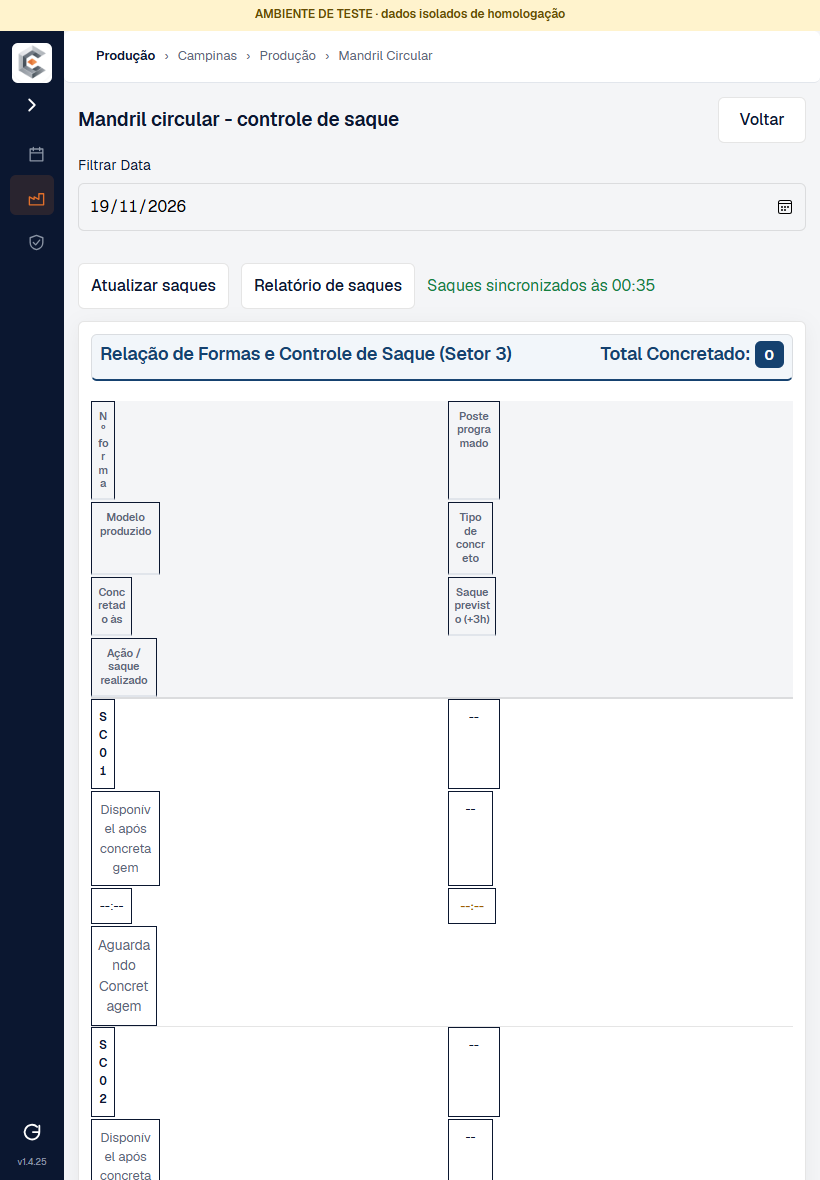 AMBIENTE DE TESTE · dados isolados de homologação
Produção › Campinas › Produção › Mandril Circular
Mandril circular - controle de saque
Voltar
Filtrar Data
19/11/2026
Atualizar saques
Relatório de saques
Saques sincronizados às 00:35
Relação de Formas e Controle de Saque (Setor 3)
Total Concretado: 0
N
º
fo
r
m
a
Poste
progra
mado
Modelo
produzido
Tipo
de
concr
eto
Conc
retad
o às
Saque
previst
o (+3h)
Ação /
saque
realizado
S
C
0
1
--
Disponív
el após
concreta
gem
--
--:--
--:--
Aguarda
ndo
Concret
agem
S
C
0
2
--
Disponív
el após
concreta
--
v1.4.25